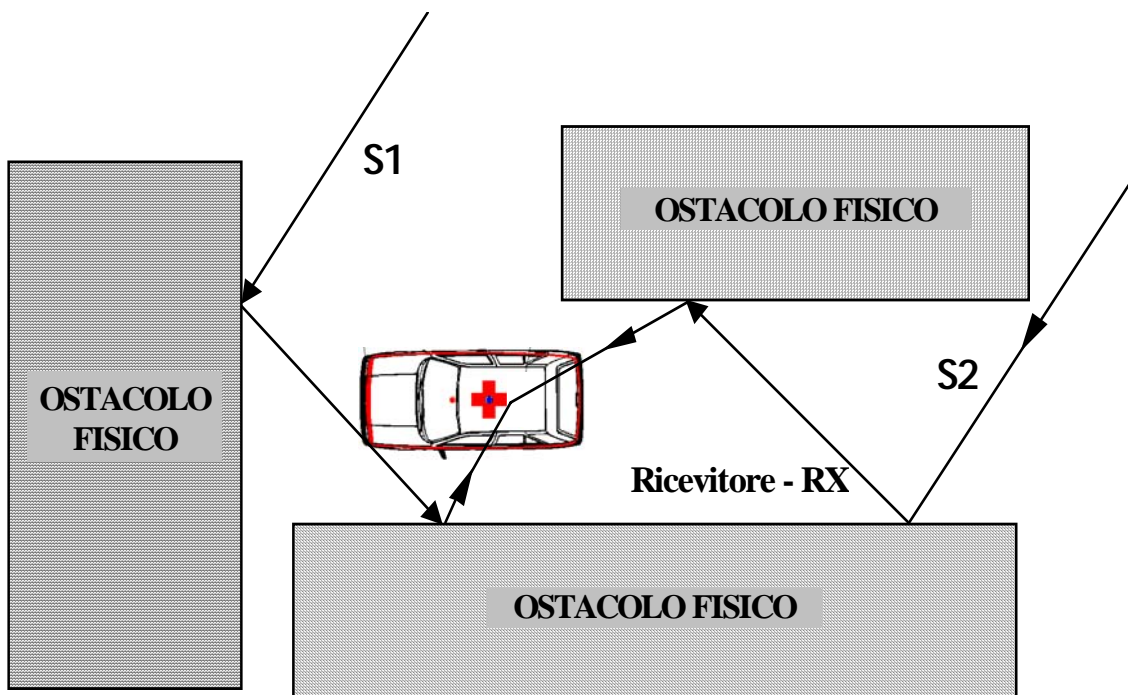 S1
OSTACOLO FISICO
S2
OSTACOLO
FISICO
Ricevitore - RX
OSTACOLO FISICO